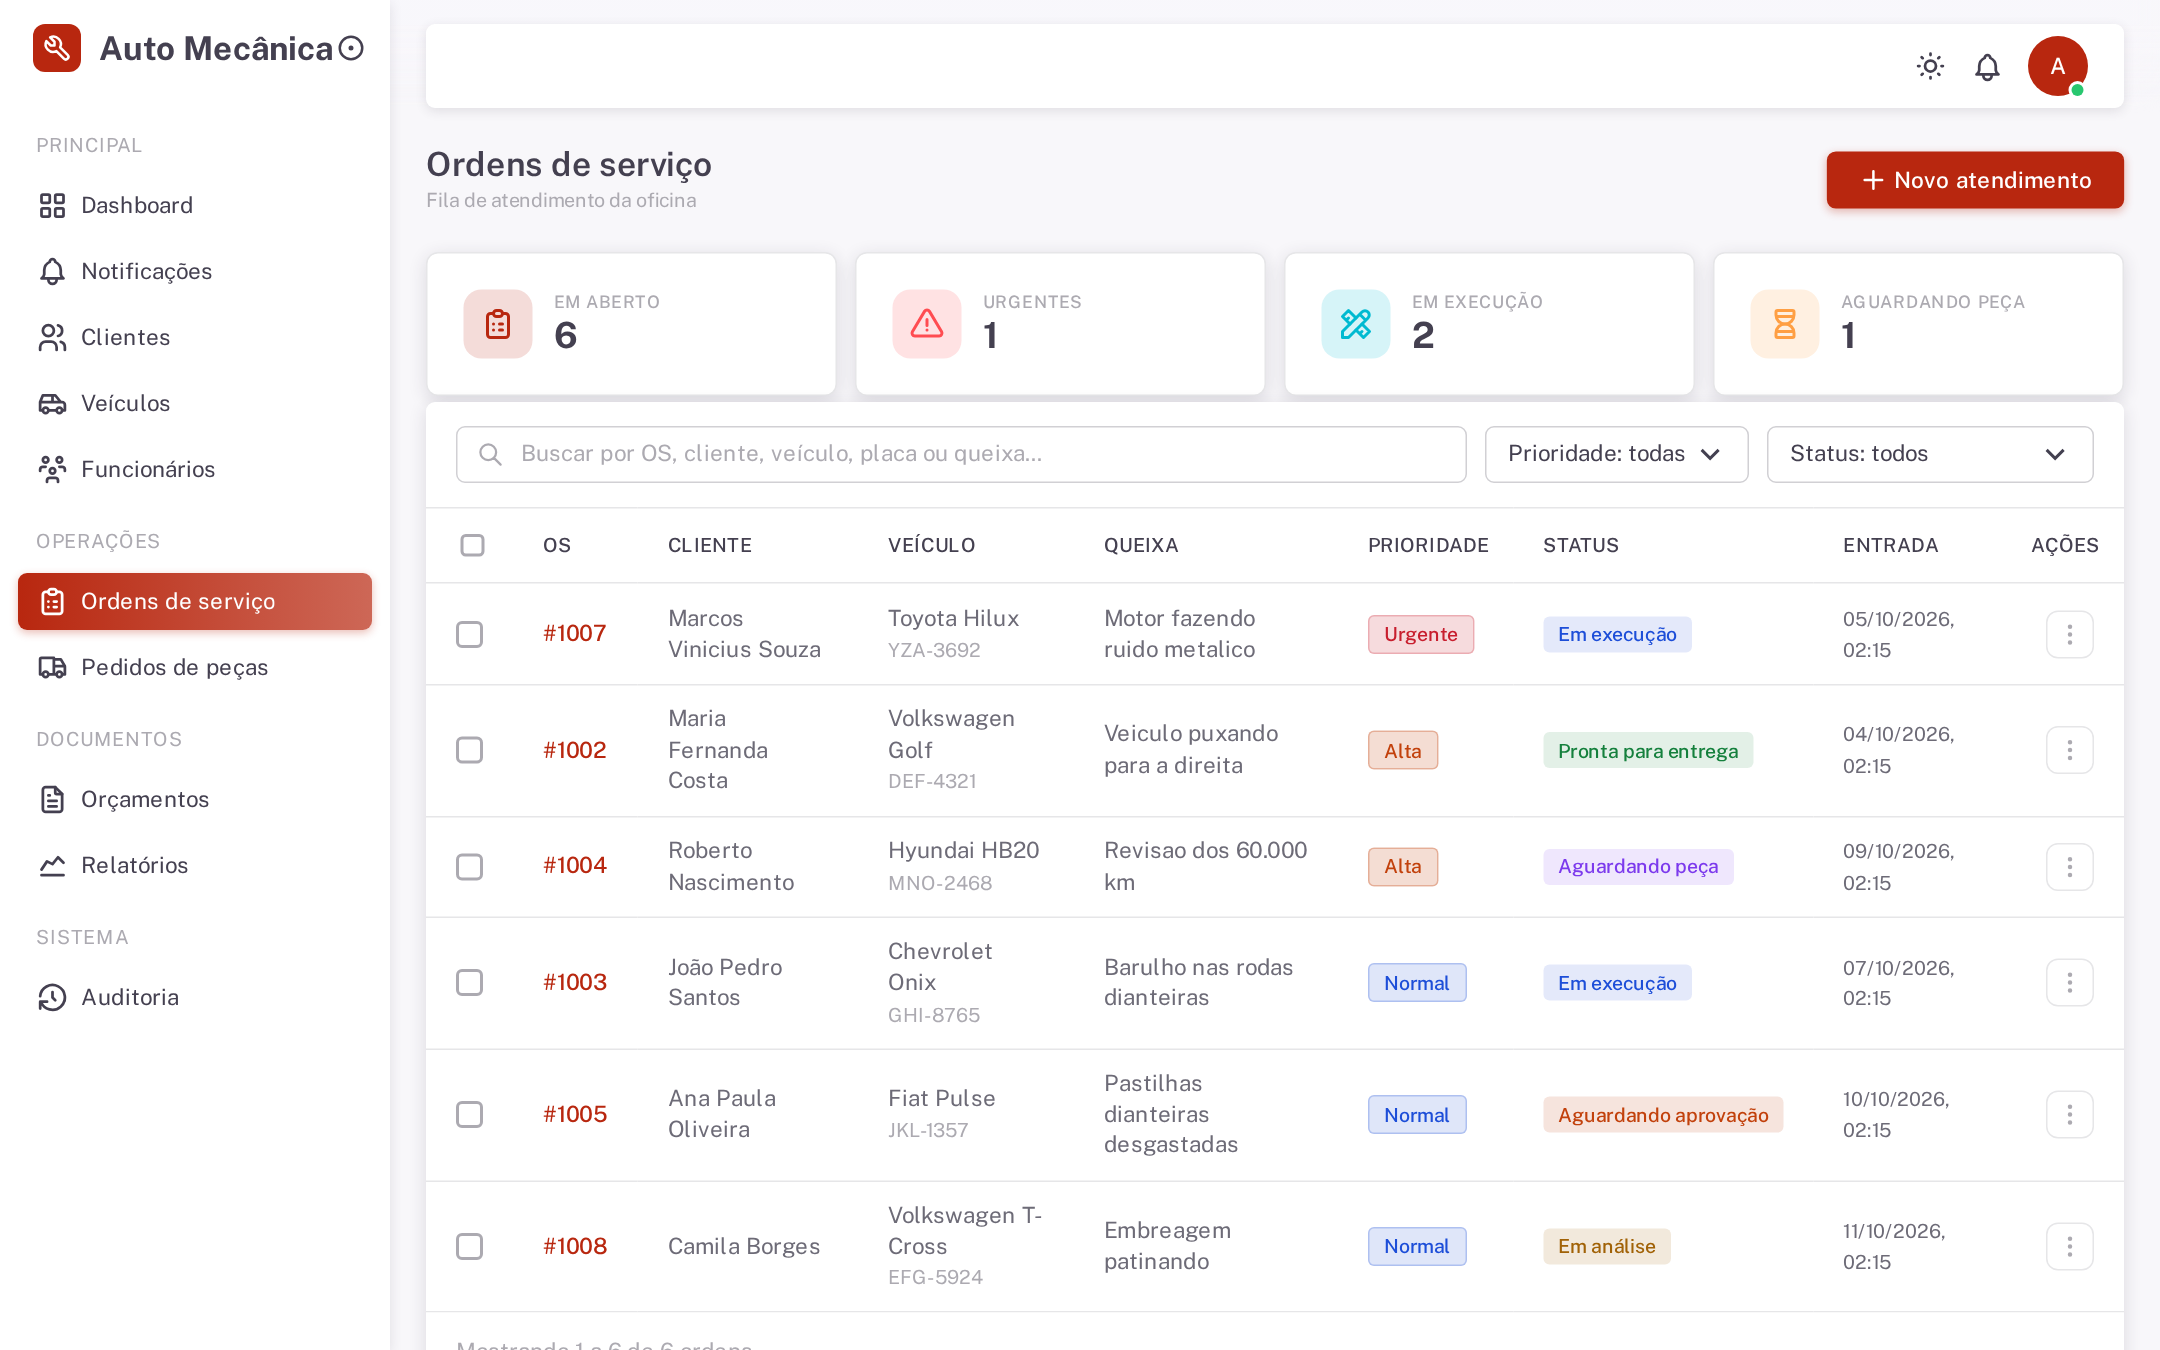 Auto Mecânica
PRINCIPAL
Dashboard
Notificações
Clientes
Veículos
Funcionários
OPERAÇÕES
Ordens de serviço
Pedidos de peças
DOCUMENTOS
Orçamentos
Relatórios
SISTEMA
Auditoria
A
Ordens de serviço
Fila de atendimento da oficina
Novo atendimento
EM ABERTO
6
URGENTES
1
EM EXECUÇÃO
2
AGUARDANDO PEÇA
1
Buscar por OS, cliente, veículo, placa ou queixa...
Prioridade: todas
Status: todos
OS CLIENTE VEÍCULO QUEIXA PRIORIDADE STATUS ENTRADA AÇÕES
#1007
Marcos
Vinicius Souza
Toyota Hilux
YZA-3692
Motor fazendo
ruido metalico
Urgente
Em execução
05/10/2026,
02:15
#1002
Maria
Fernanda
Costa
Volkswagen
Golf
DEF-4321
Veiculo puxando
para a direita
Alta
Pronta para entrega
04/10/2026,
02:15
#1004
Roberto
Nascimento
Hyundai HB20
MNO-2468
Revisao dos 60.000
km
Alta
Aguardando peça
09/10/2026,
02:15
#1003
João Pedro
Santos
Chevrolet
Onix
GHI-8765
Barulho nas rodas
dianteiras
Normal
Em execução
07/10/2026,
02:15
#1005
Ana Paula
Oliveira
Fiat Pulse
JKL-1357
Pastilhas
dianteiras
desgastadas
Normal
Aguardando aprovação
10/10/2026,
02:15
#1008
Camila Borges
Volkswagen T-
Cross
EFG-5924
Embreagem
patinando
Normal
Em análise
11/10/2026,
02:15
Mostrando 1 a 6 de 6 ordens